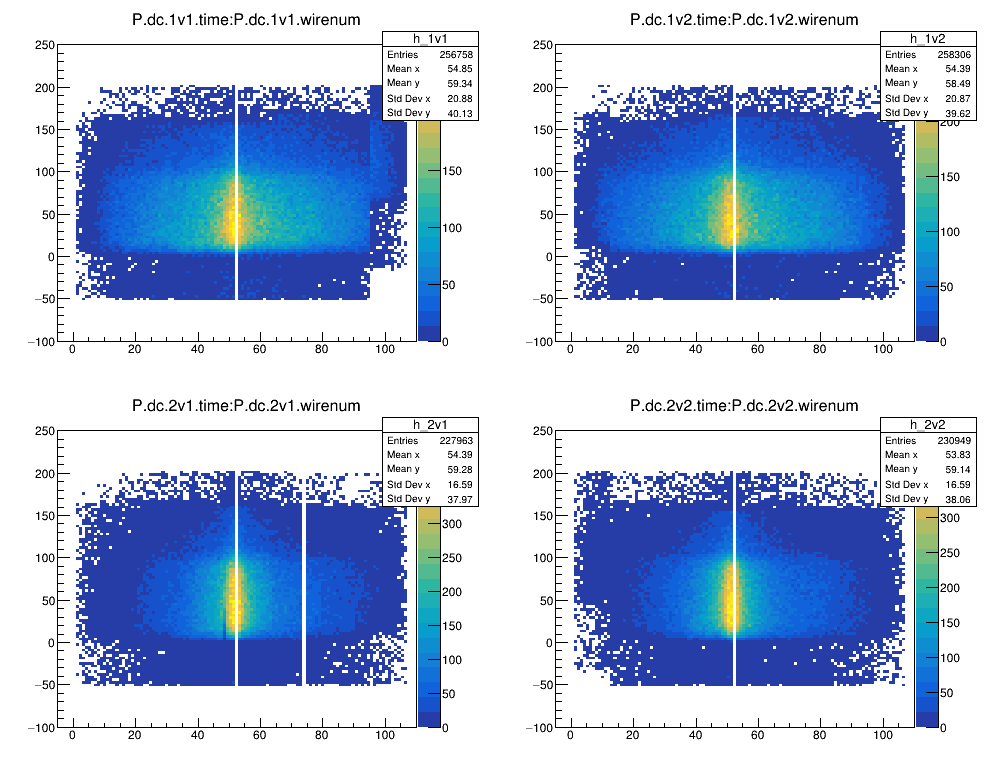 P.dc.1v1.time:P.dc.1v1.wirenum
h_1v1
Entries 256758
Mean x 54.85
Mean y 59.34
Std Dev x 20.88
Std Dev y 40.13
250
200
150
100
50
0
−50
−100
0 20 40 60 80 100
150
100
50
0
P.dc.1v2.time:P.dc.1v2.wirenum
h_1v2
Entries 258306
Mean x 54.39
Mean y 58.49
Std Dev x 20.87
Std Dev y 39.62
250
200
150
100
50
0
−50
−100
0 20 40 60 80 100
200
150
100
50
0
P.dc.2v1.time:P.dc.2v1.wirenum
h_2v1
Entries 227963
Mean x 54.39
Mean y 59.28
Std Dev x 16.59
Std Dev y 37.97
250
200
150
100
50
0
−50
−100
0 20 40 60 80 100
300
250
200
150
100
50
0
P.dc.2v2.time:P.dc.2v2.wirenum
h_2v2
Entries 230949
Mean x 53.83
Mean y 59.14
Std Dev x 16.59
Std Dev y 38.06
250
200
150
100
50
0
−50
−100
0 20 40 60 80 100
300
250
200
150
100
50
0